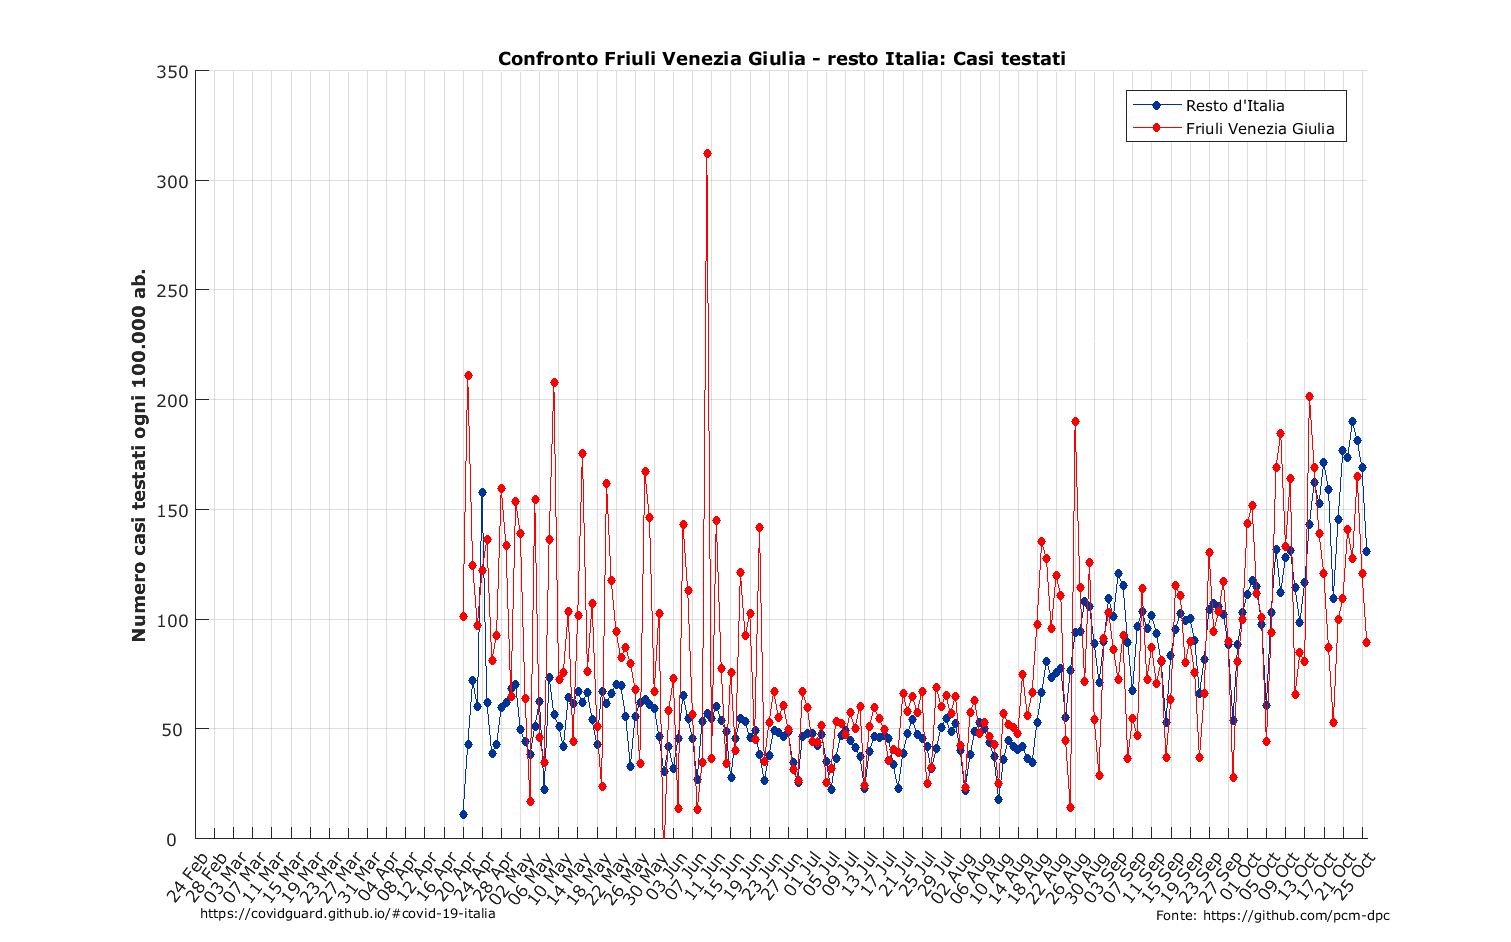 Confronto Friuli Venezia Giulia - resto Italia: Casi testati
Resto d'Italia
Friuli Venezia Giulia
Numero casi testati ogni 100.000 ab.
350
300
250
200
150
100
50
0
24 Feb
28 Feb
03 Mar
07 Mar
11 Mar
15 Mar
19 Mar
23 Mar
27 Mar
31 Mar
04 Apr
08 Apr
12 Apr
16 Apr
20 Apr
24 Apr
28 Apr
02 May
06 May
10 May
14 May
18 May
22 May
26 May
30 May
03 Jun
07 Jun
11 Jun
15 Jun
19 Jun
23 Jun
27 Jun
01 Jul
05 Jul
09 Jul
13 Jul
17 Jul
21 Jul
25 Jul
29 Jul
02 Aug
06 Aug
10 Aug
14 Aug
18 Aug
22 Aug
26 Aug
30 Aug
03 Sep
07 Sep
11 Sep
15 Sep
19 Sep
23 Sep
27 Sep
01 Oct
05 Oct
09 Oct
13 Oct
17 Oct
21 Oct
25 Oct
https://covidguard.github.io/#covid-19-italia
Fonte: https://github.com/pcm-dpc